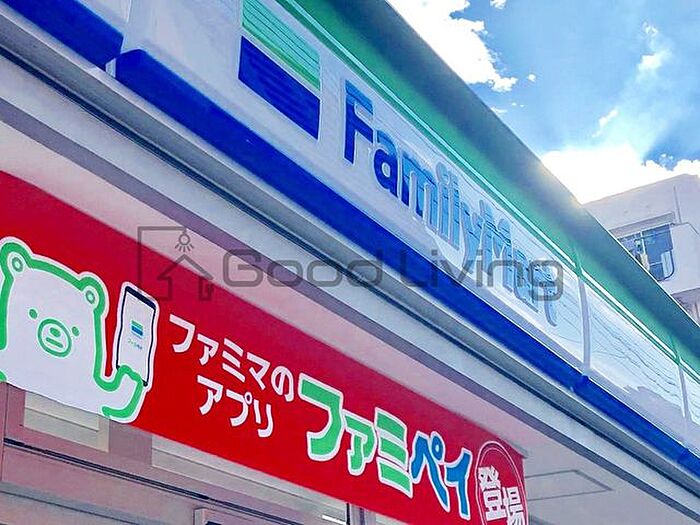 FamilyMart
Good Living
ファミマの
アプリ
ファミペイ
登場